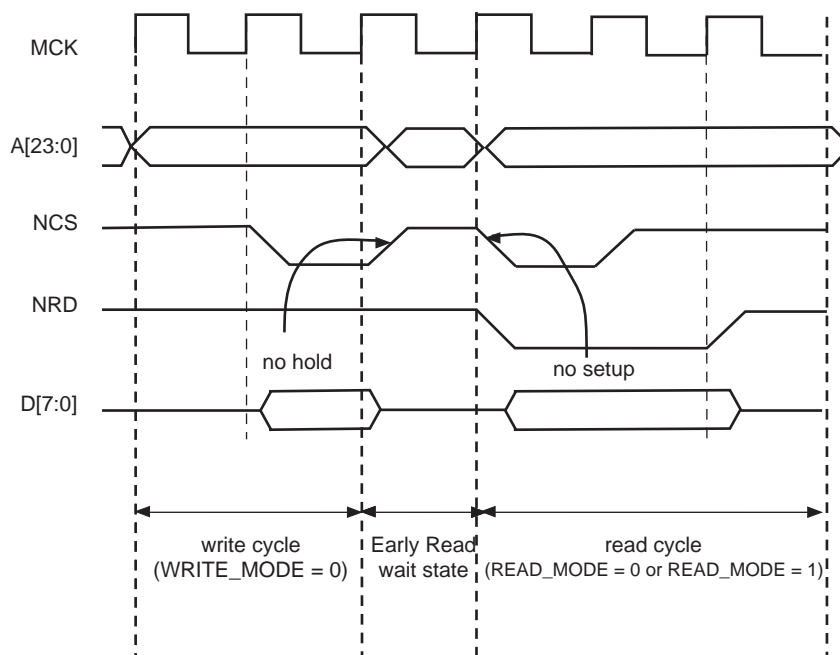 MCK
A[23:0]
NCS
NRD
no hold
no setup
D[7:0]
write cycle
(WRITE_MODE = 0)
Early Read
wait state
read cycle
(READ_MODE = 0 or READ_MODE = 1)